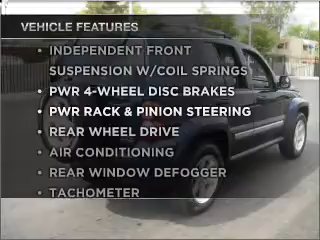 VEHICLE FEATURES
• INDEPENDENT FRONT
SUSPENSION W/COIL SPRINGS
• PWR 4-WHEEL DISC BRAKES
• PWR RACK & PINION STEERING
• REAR WHEEL DRIVE
• AIR CONDITIONING
• REAR WINDOW DEFOGGER
• TACHOMETER